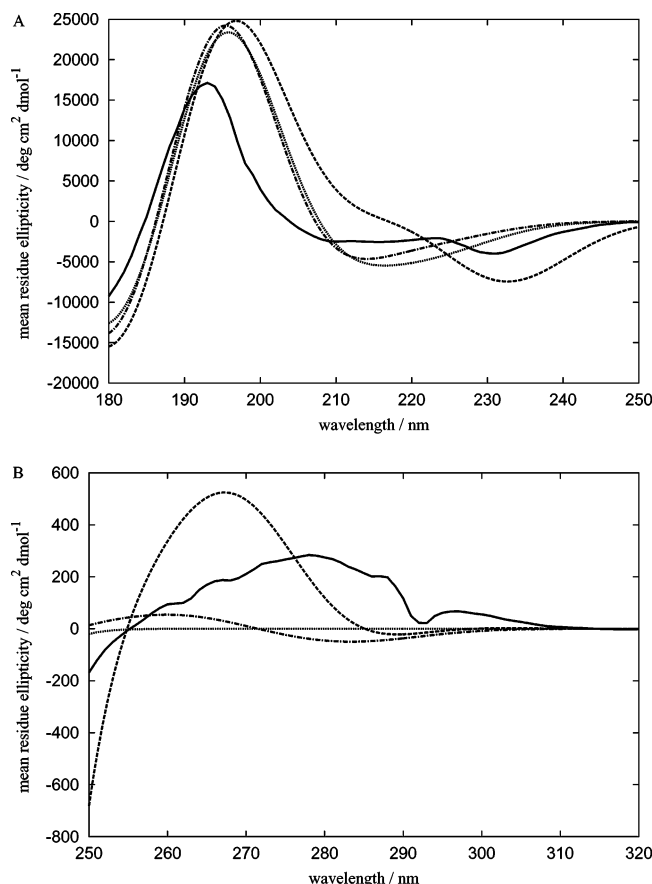 A
25000
20000
15000
10000
5000
0
-5000
-10000
-15000
-20000
mean residue ellipticity / deg cm² dmol⁻¹
180 190 200 210 220 230 240 250
wavelength / nm
B
600
400
200
0
-200
-400
-600
-800
mean residue ellipticity / deg cm² dmol⁻¹
250 260 270 280 290 300 310 320
wavelength / nm